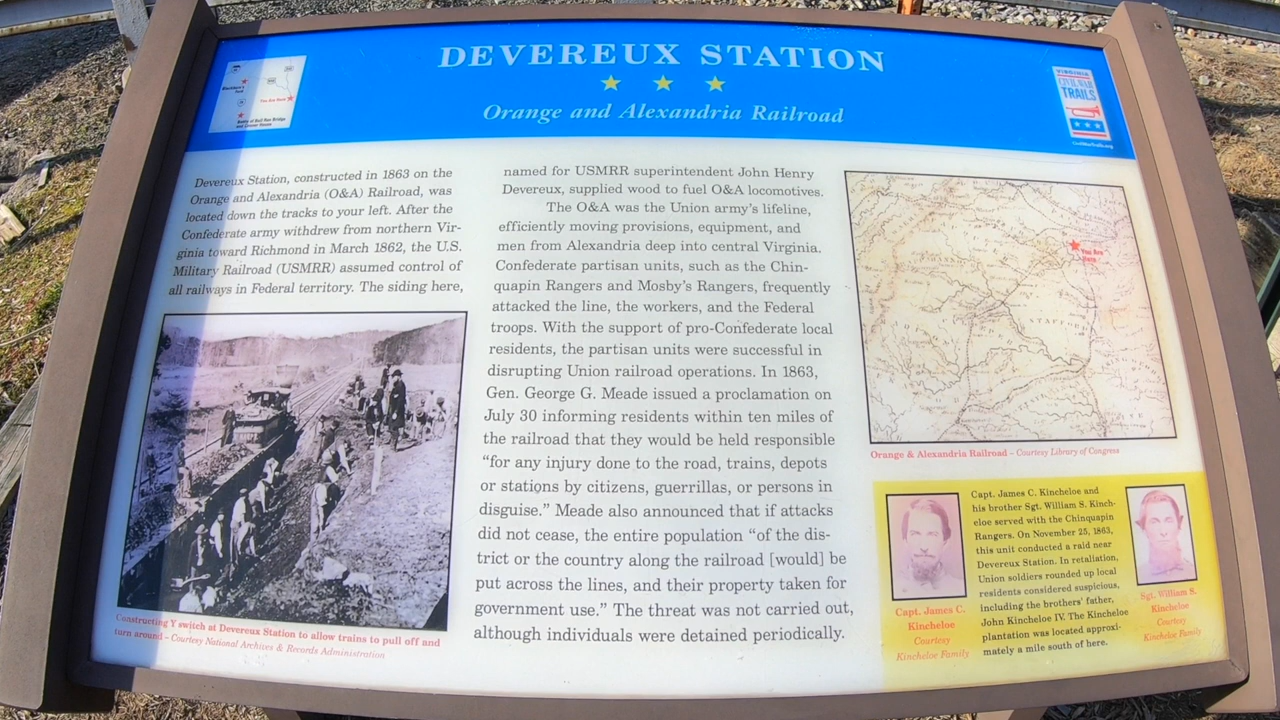 DEVEREUX STATION
Orange and Alexandria Railroad
You Are Here
VIRGINIA
CIVIL WAR
TRAILS
CivilWarTrails.org
Devereux Station, constructed in 1863 on the
Orange and Alexandria (O&A) Railroad, was
located down the tracks to your left. After the
Confederate army withdrew from northern Vir-
ginia toward Richmond in March 1862, the U.S.
Military Railroad (USMRR) assumed control of
all railways in Federal territory. The siding here,
Constructing Y switch at Devereux Station to allow trains to pull off and
turn around – Courtesy National Archives & Records Administration
named for USMRR superintendent John Henry
Devereux, supplied wood to fuel O&A locomotives.
The O&A was the Union army's lifeline,
efficiently moving provisions, equipment, and
men from Alexandria deep into central Virginia.
Confederate partisan units, such as the Chin-
quapin Rangers and Mosby's Rangers, frequently
attacked the line, the workers, and the Federal
troops. With the support of pro-Confederate local
residents, the partisan units were successful in
disrupting Union railroad operations. In 1863,
Gen. George G. Meade issued a proclamation on
July 30 informing residents within ten miles of
the railroad that they would be held responsible
“for any injury done to the road, trains, depots
or stations by citizens, guerrillas, or persons in
disguise.” Meade also announced that if attacks
did not cease, the entire population “of the dis-
trict or the country along the railroad [would] be
put across the lines, and their property taken for
government use.” The threat was not carried out,
although individuals were detained periodically.
You Are
Here
STAFFORD
Orange & Alexandria Railroad – Courtesy Library of Congress
Capt. James C.
Kincheloe
Courtesy
Kincheloe Family
Capt. James C. Kincheloe and
his brother Sgt. William S. Kinch-
eloe served with the Chinquapin
Rangers. On November 25, 1863,
this unit conducted a raid near
Devereux Station. In retaliation,
Union soldiers rounded up local
residents considered suspicious,
including the brothers' father,
John Kincheloe IV. The Kincheloe
plantation was located approxi-
mately a mile south of here.
Sgt. William S.
Kincheloe
Courtesy
Kincheloe Family